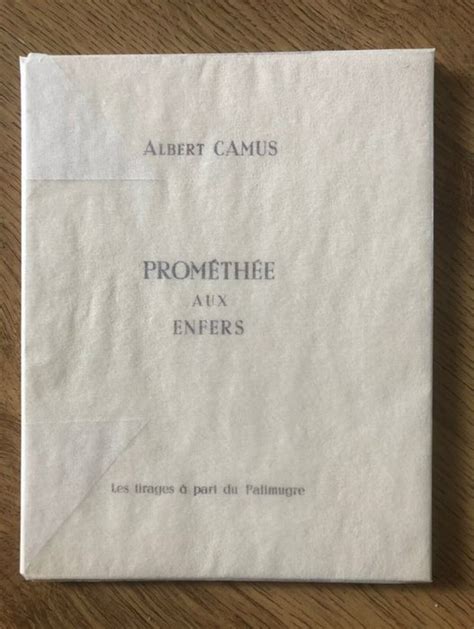 Albert CAMUS
PROMÉTHÉE
AUX
ENFERS
Les tirages à part du Palimugre